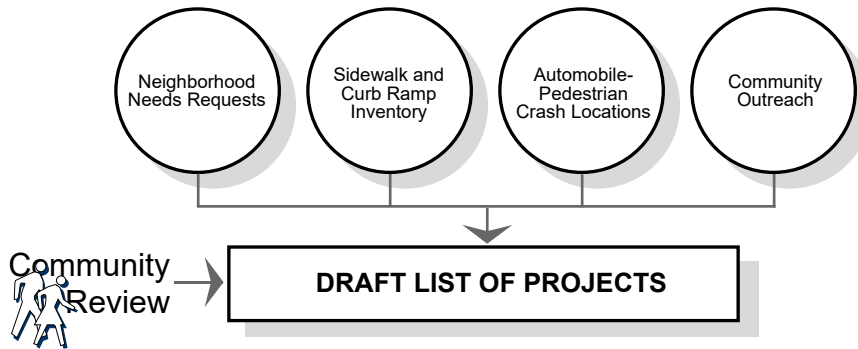 Neighborhood
Needs Requests
Sidewalk and
Curb Ramp
Inventory
Automobile-
Pedestrian
Crash Locations
Community
Outreach
Community
Review
DRAFT LIST OF PROJECTS